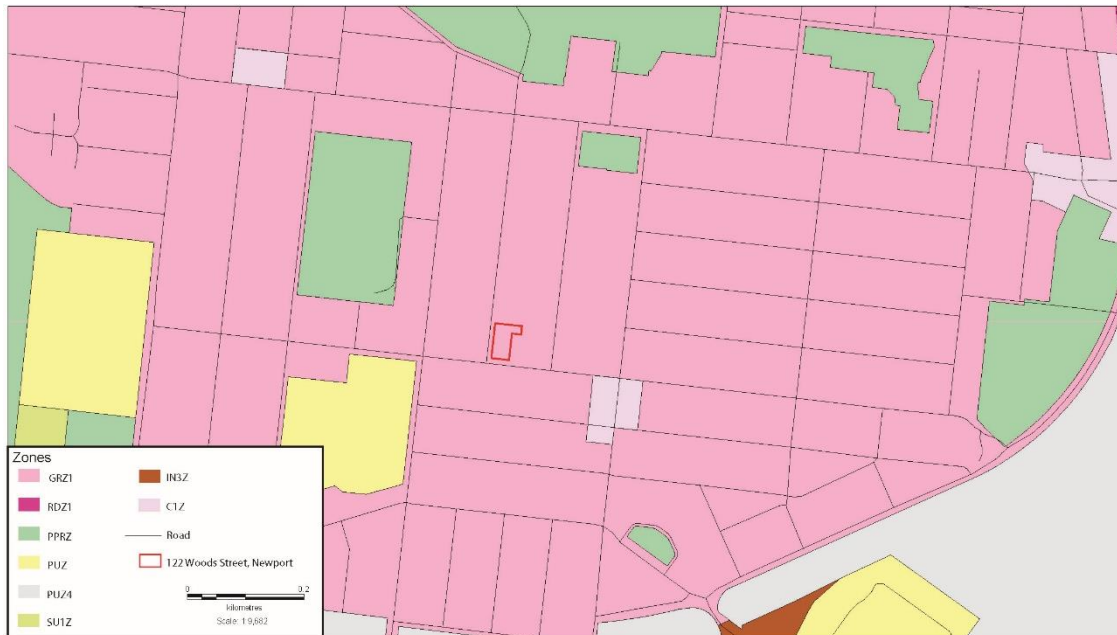 Zones
GRZ1
RDZ1
PPRZ
PUZ
PUZ4
SU1Z
IN3Z
C1Z
Road
122 Woods Street, Newport
0 0.2
kilometres
Scale: 1:9,682